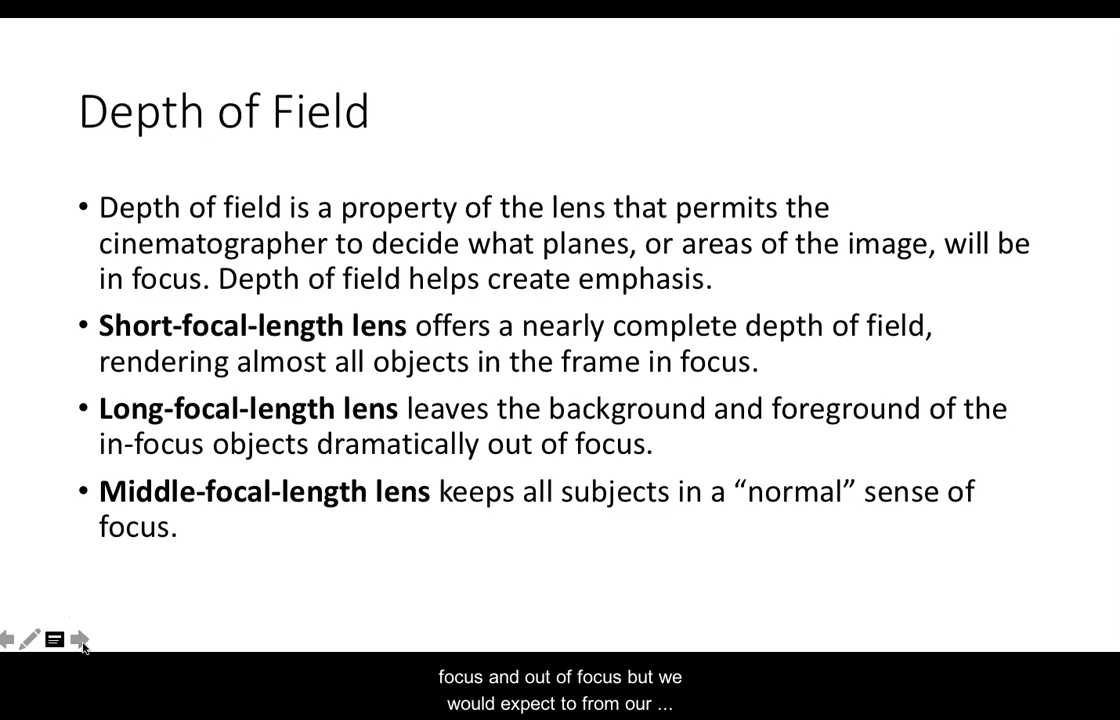 Depth of Field
• Depth of field is a property of the lens that permits the
cinematographer to decide what planes, or areas of the image, will be
in focus. Depth of field helps create emphasis.
• Short-focal-length lens offers a nearly complete depth of field,
rendering almost all objects in the frame in focus.
• Long-focal-length lens leaves the background and foreground of the
in-focus objects dramatically out of focus.
• Middle-focal-length lens keeps all subjects in a “normal” sense of
focus.
focus and out of focus but we
would expect to from our ...